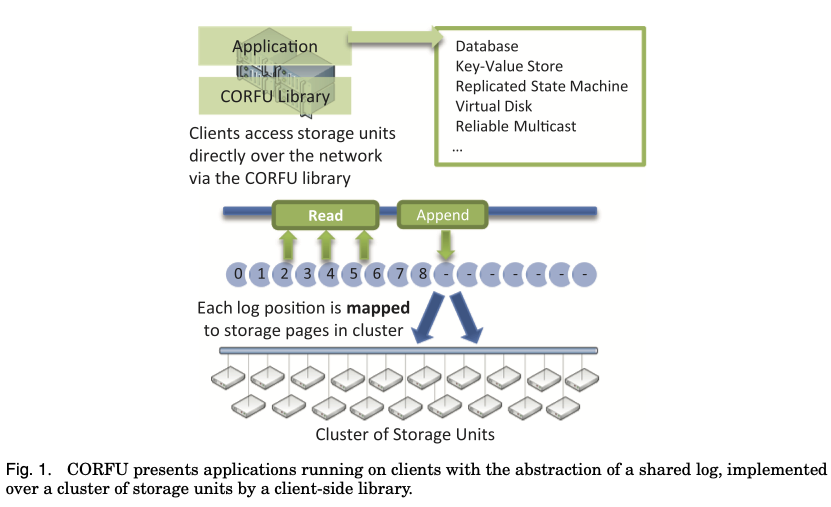 Application
CORFU Library
Database
Key-Value Store
Replicated State Machine
Virtual Disk
Reliable Multicast
...
Clients access storage units
directly over the network
via the CORFU library
Read
Append
0 1 2 3 4 5 6 7 8 - - - - - - -
Each log position is mapped
to storage pages in cluster
Cluster of Storage Units
Fig. 1. CORFU presents applications running on clients with the abstraction of a shared log, implemented
over a cluster of storage units by a client-side library.